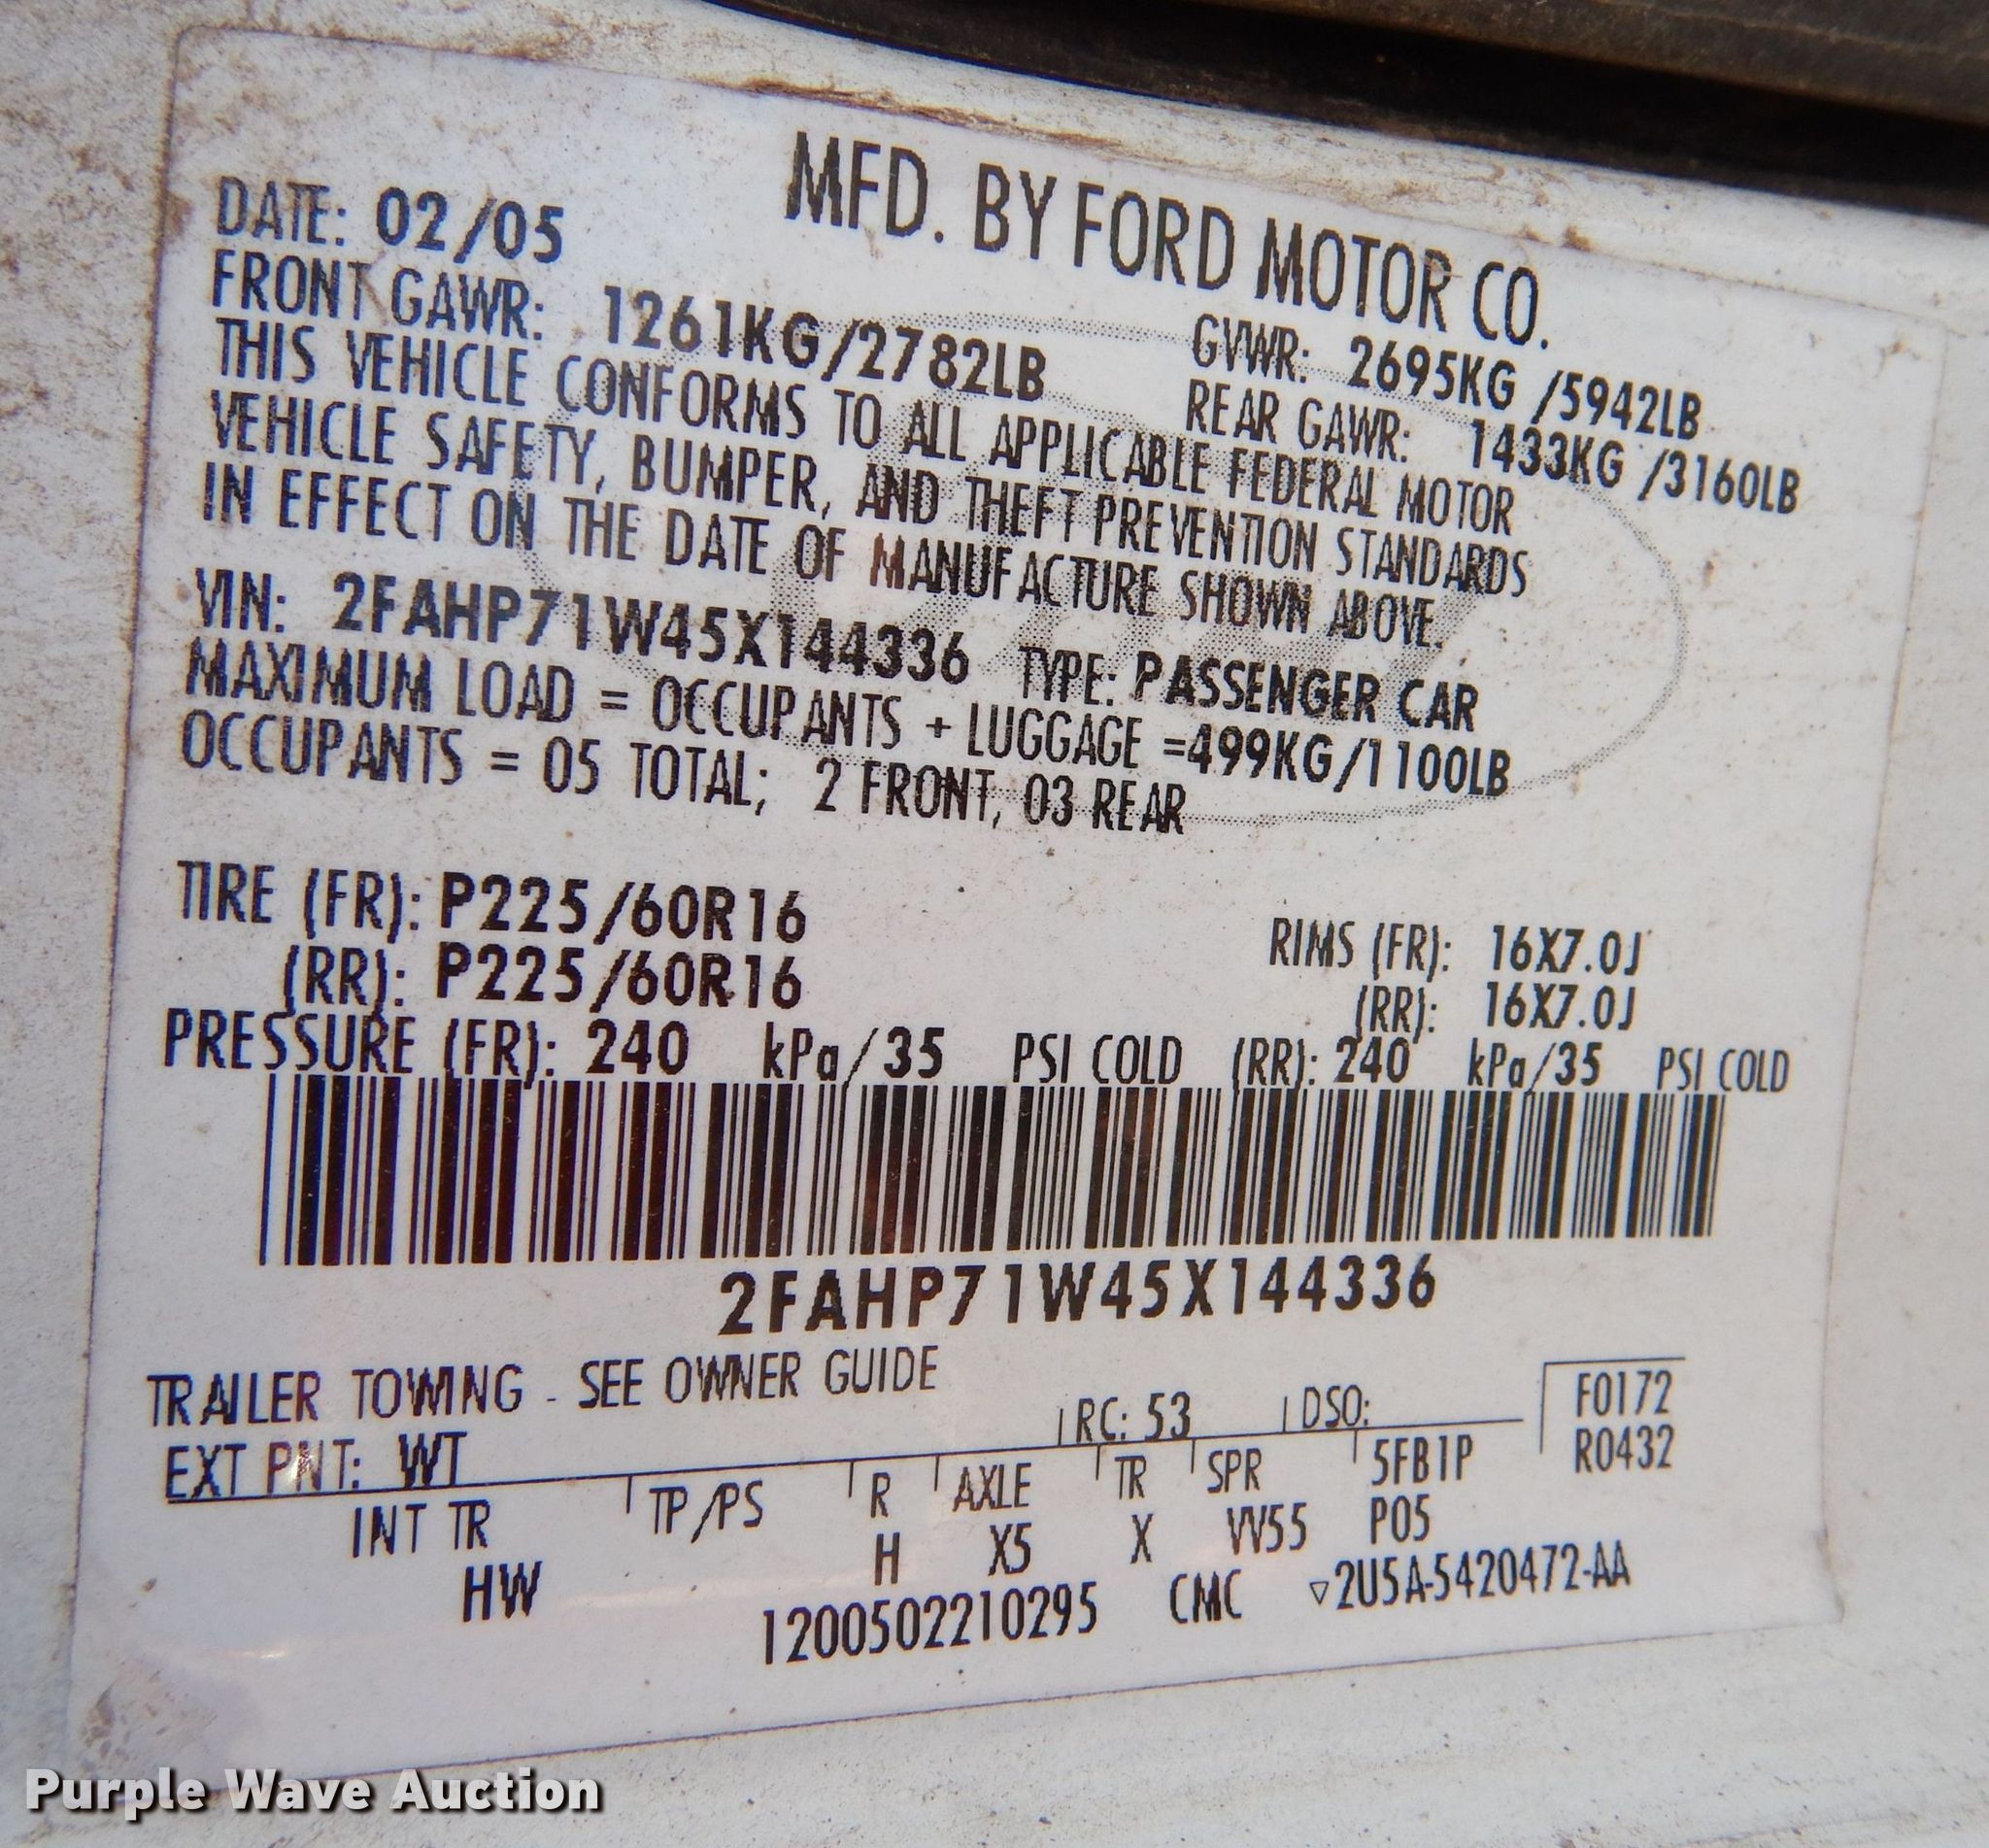 MFD. BY FORD MOTOR CO.
DATE: 02/05
GVWR: 2695KG /5942LB
FRONT GAWR: 1261KG/2782LB
REAR GAWR: 1433KG /3160LB
THIS VEHICLE CONFORMS TO ALL APPLICABLE FEDERAL MOTOR
VEHICLE SAFETY, BUMPER, AND THEFT PREVENTION STANDARDS
IN EFFECT ON THE DATE OF MANUFACTURE SHOWN ABOVE.
VIN: 2FAHP71W45X144336 TYPE: PASSENGER CAR
MAXIMUM LOAD = OCCUPANTS + LUGGAGE =499KG/1100LB
OCCUPANTS = 05 TOTAL; 2 FRONT, 03 REAR
TIRE (FR): P225/60R16 RIMS (FR): 16X7.0J
(RR): P225/60R16 (RR): 16X7.0J
PRESSURE (FR): 240 kPa/35 PSI COLD (RR): 240 kPa/35 PSI COLD
2FAHP71W45X144336
TRAILER TOWING - SEE OWNER GUIDE
EXT PNT: WT RC: 53 DSO: F0172
R0432
INT TR TP/PS R AXLE TR SPR 5FB1P
HW H X5 X VV55 P05
1200502210295 CMC ▽2U5A-5420472-AA
Purple Wave Auction